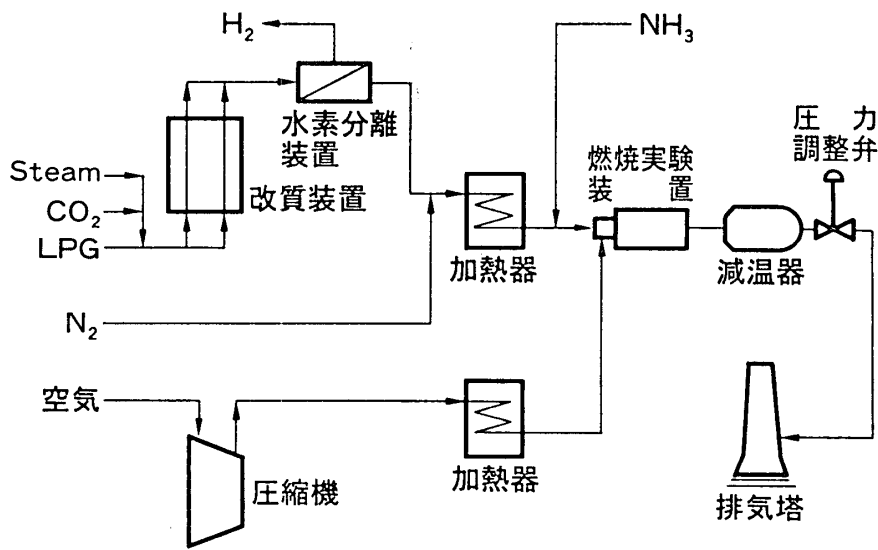 H2
NH3
水素分離
装置
圧力
調整弁
燃焼実験
装置
Steam
改質装置
CO2
LPG
加熱器
減温器
N2
空気
圧縮機
加熱器
排気塔